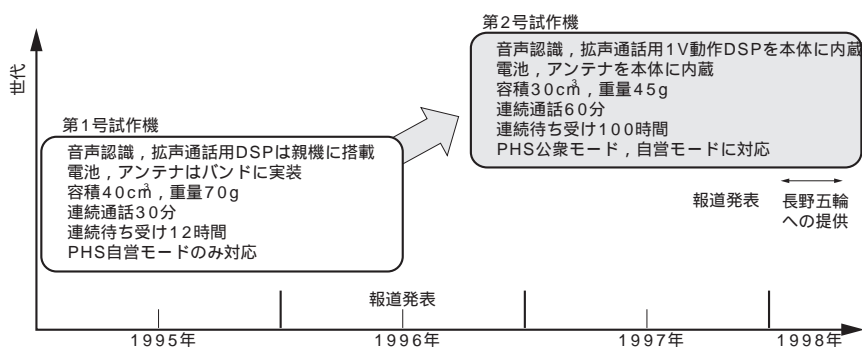 第2号試作機
音声認識，拡声通話用1V動作DSPを本体に内蔵
電池，アンテナを本体に内蔵
容積30cm³，重量45g
連続通話60分
連続待ち受け100時間
PHS公衆モード，自営モードに対応
世代
第1号試作機
音声認識，拡声通話用DSPは親機に搭載
電池，アンテナはバンドに実装
容積40cm³，重量70g
連続通話30分
連続待ち受け12時間
PHS自営モードのみ対応
報道発表
長野五輪
への提供
報道発表
1995年
1996年
1997年
1998年